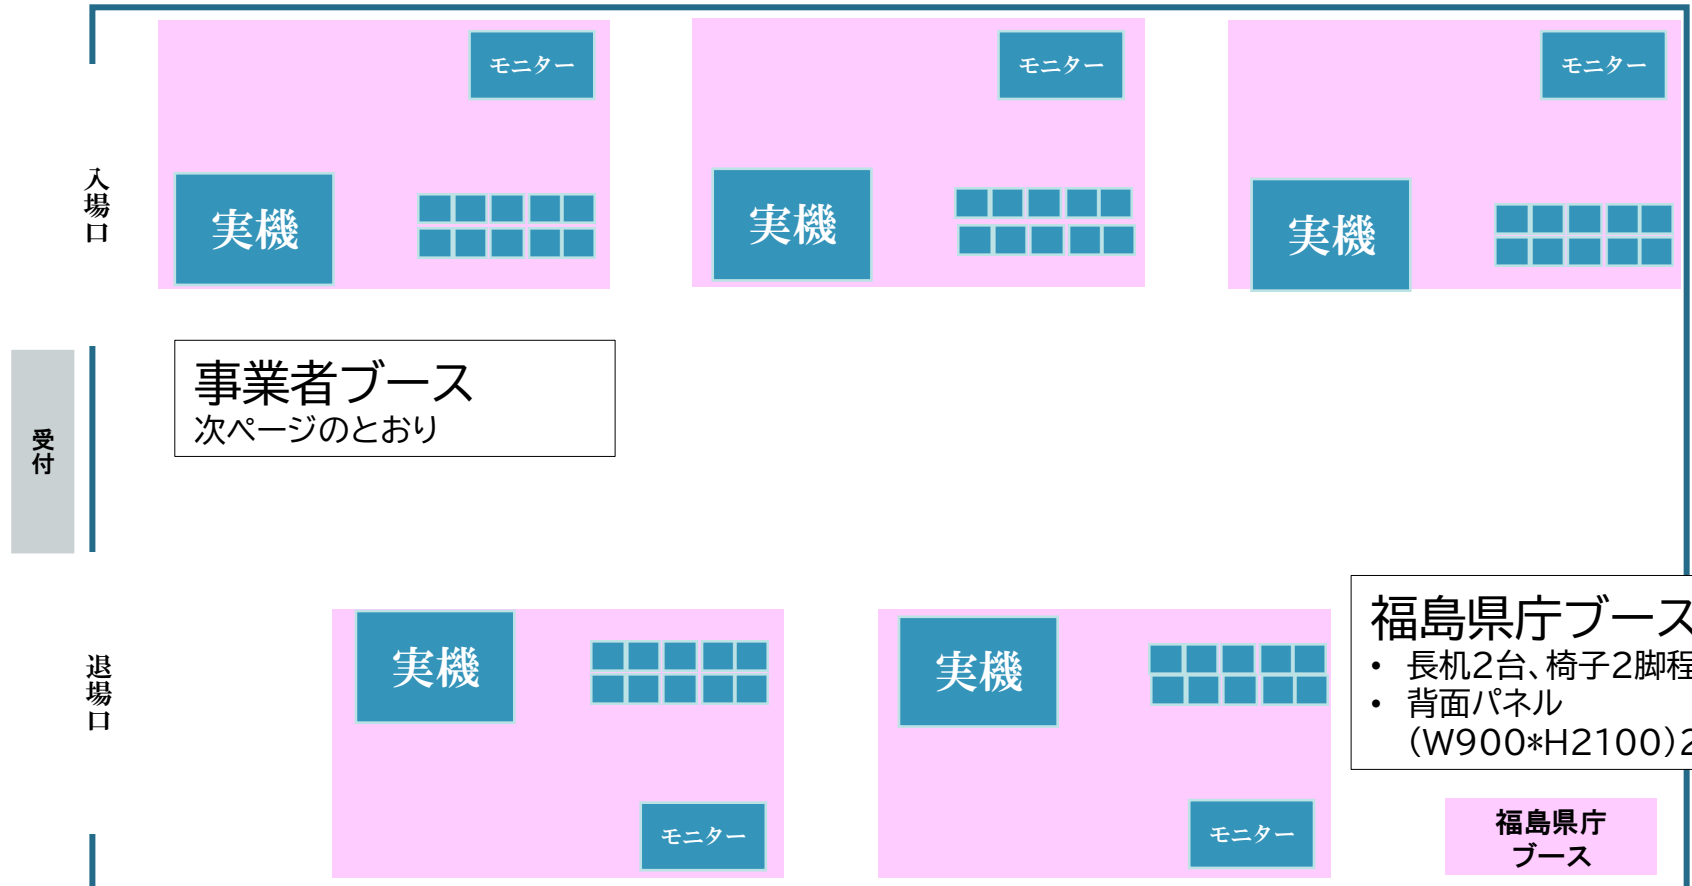 モニター
モニター
モニター
入場口
実機
実機
実機
事業者ブース
次ページのとおり
受付
退場口
実機
実機
モニター
モニター
福島県庁ブース
• 長机2台、椅子2脚程
• 背面パネル
(W900*H2100)2
福島県庁
ブース